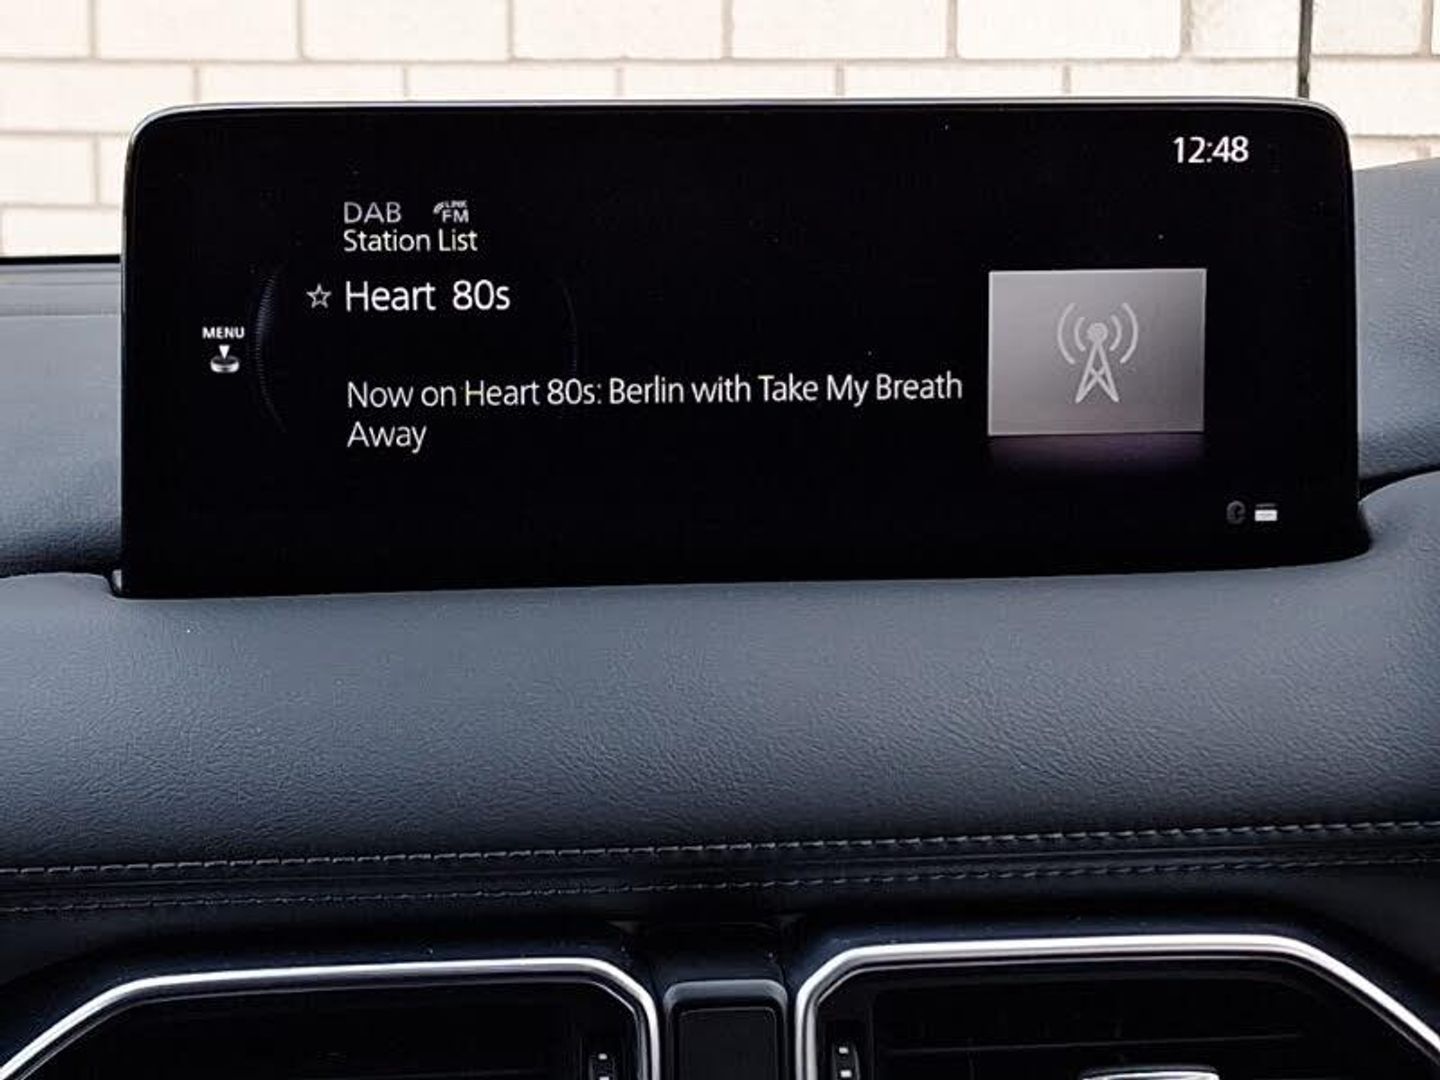 12:48
DAB LINK FM
Station List
Heart 80s
MENU
Now on Heart 80s: Berlin with Take My Breath
Away